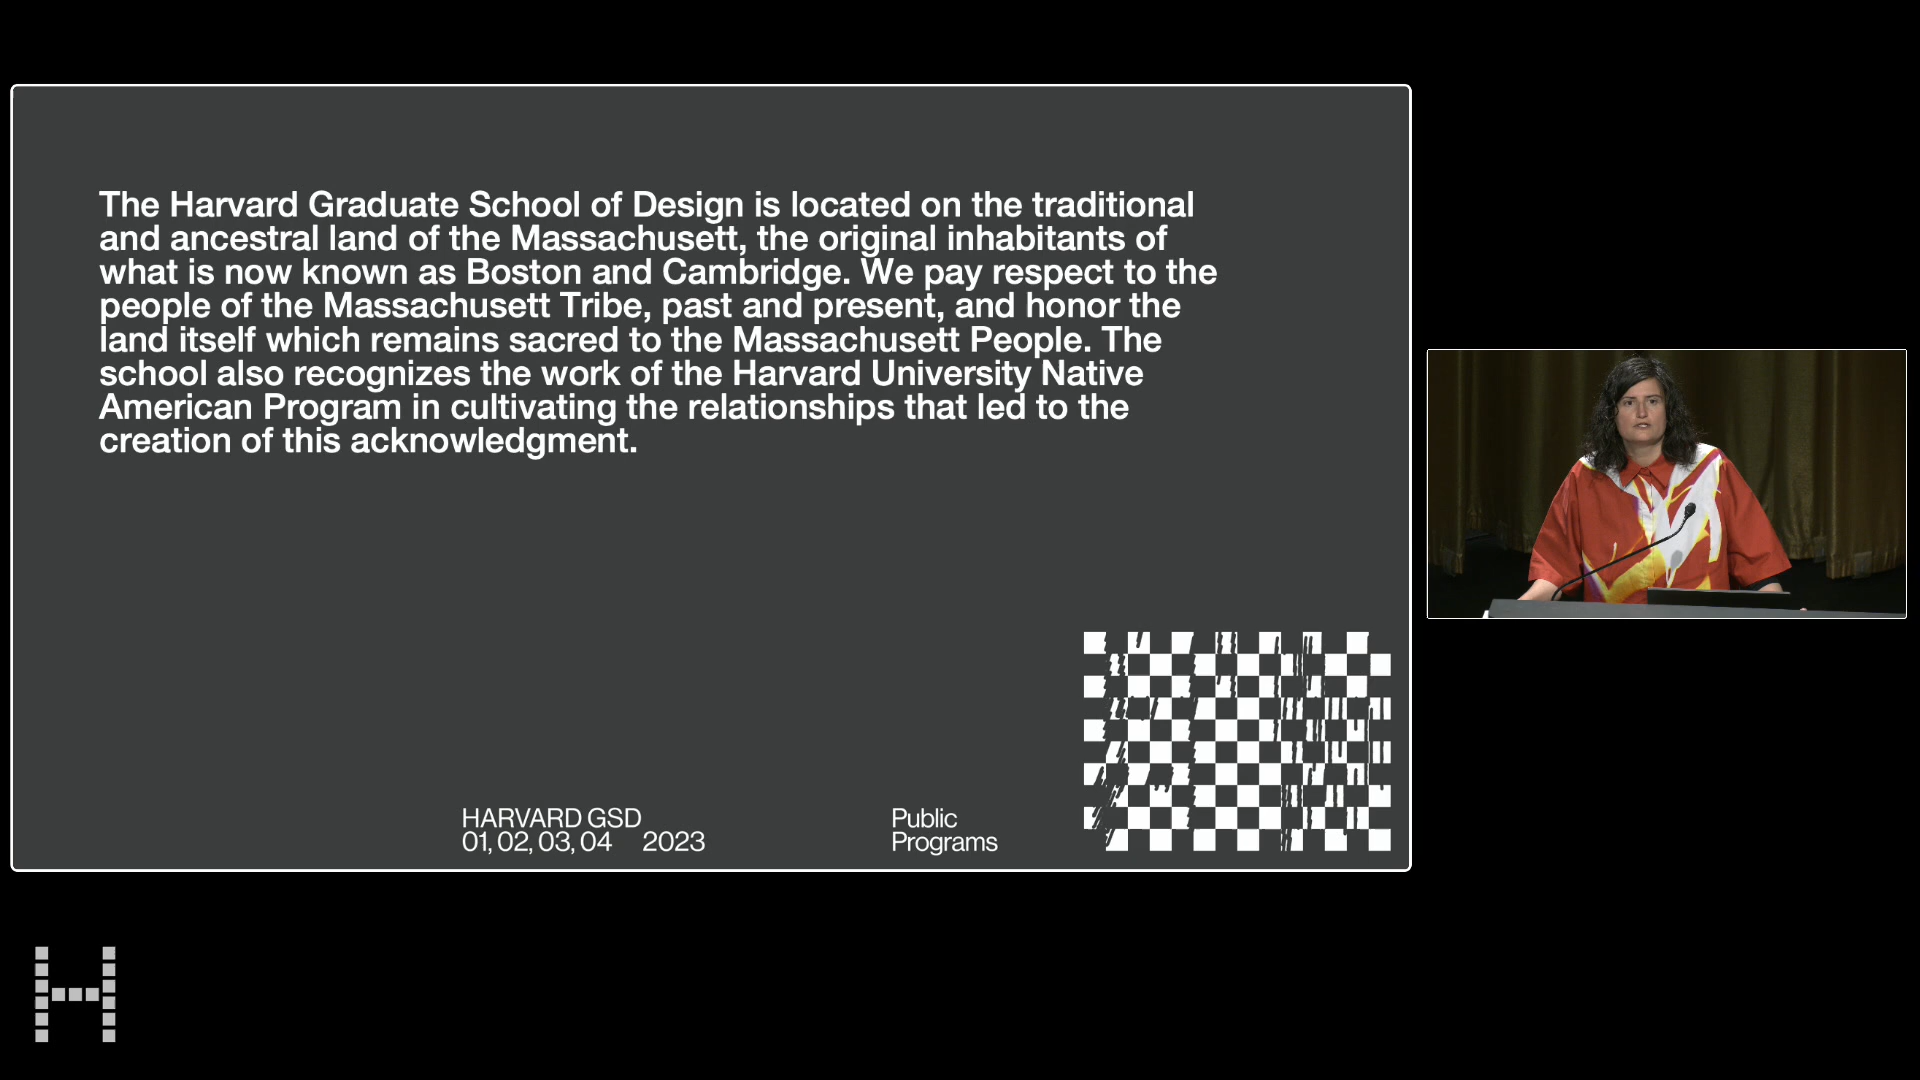 The Harvard Graduate School of Design is located on the traditional
and ancestral land of the Massachusett, the original inhabitants of
what is now known as Boston and Cambridge. We pay respect to the
people of the Massachusett Tribe, past and present, and honor the
land itself which remains sacred to the Massachusett People. The
school also recognizes the work of the Harvard University Native
American Program in cultivating the relationships that led to the
creation of this acknowledgment.
HARVARD GSD
01, 02, 03, 04 2023
Public
Programs
H